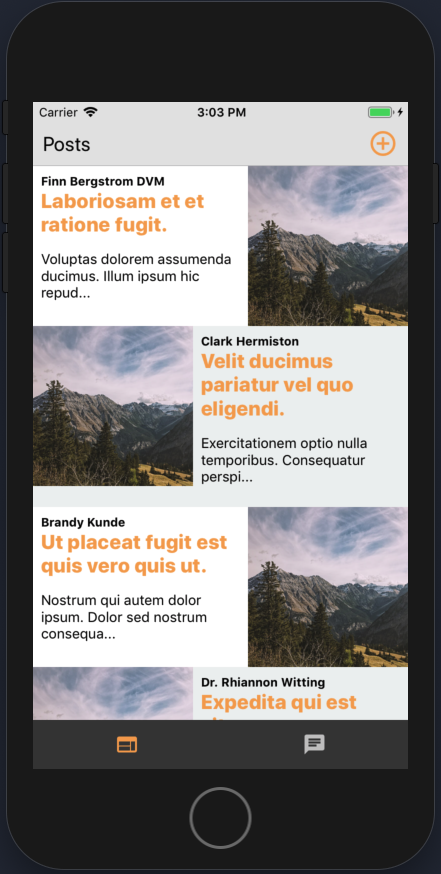 Carrier
3:03 PM
Posts
Finn Bergstrom DVM
Laboriosam et et
ratione fugit.
Voluptas dolorem assumenda
ducimus. Illum ipsum hic
repud...
Clark Hermiston
Velit ducimus
pariatur vel quo
eligendi.
Exercitationem optio nulla
temporibus. Consequatur
perspi...
Brandy Kunde
Ut placeat fugit est
quis vero quis ut.
Nostrum qui autem dolor
ipsum. Dolor sed nostrum
consequa...
Dr. Rhiannon Witting
Expedita qui est